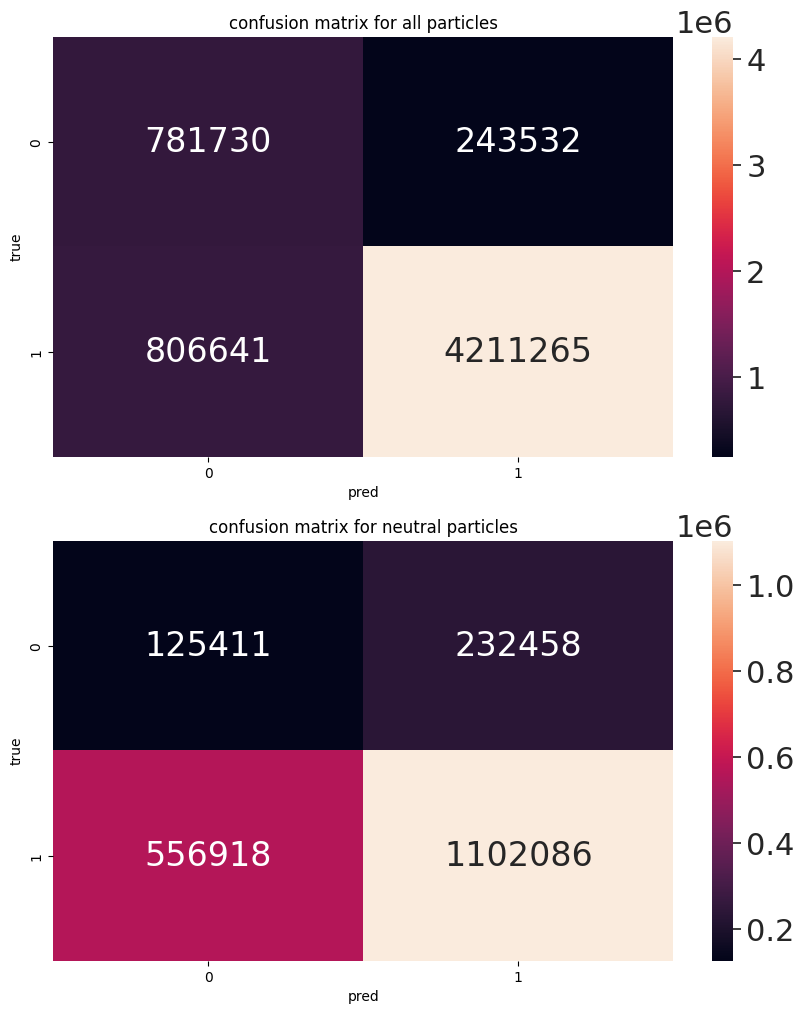 confusion matrix for all particles
1e6
781730 243532
806641 4211265
0
1
true
0 1
pred
4
3
2
1
confusion matrix for neutral particles
1e6
125411 232458
556918 1102086
0
1
true
0 1
pred
1.0
0.8
0.6
0.4
0.2